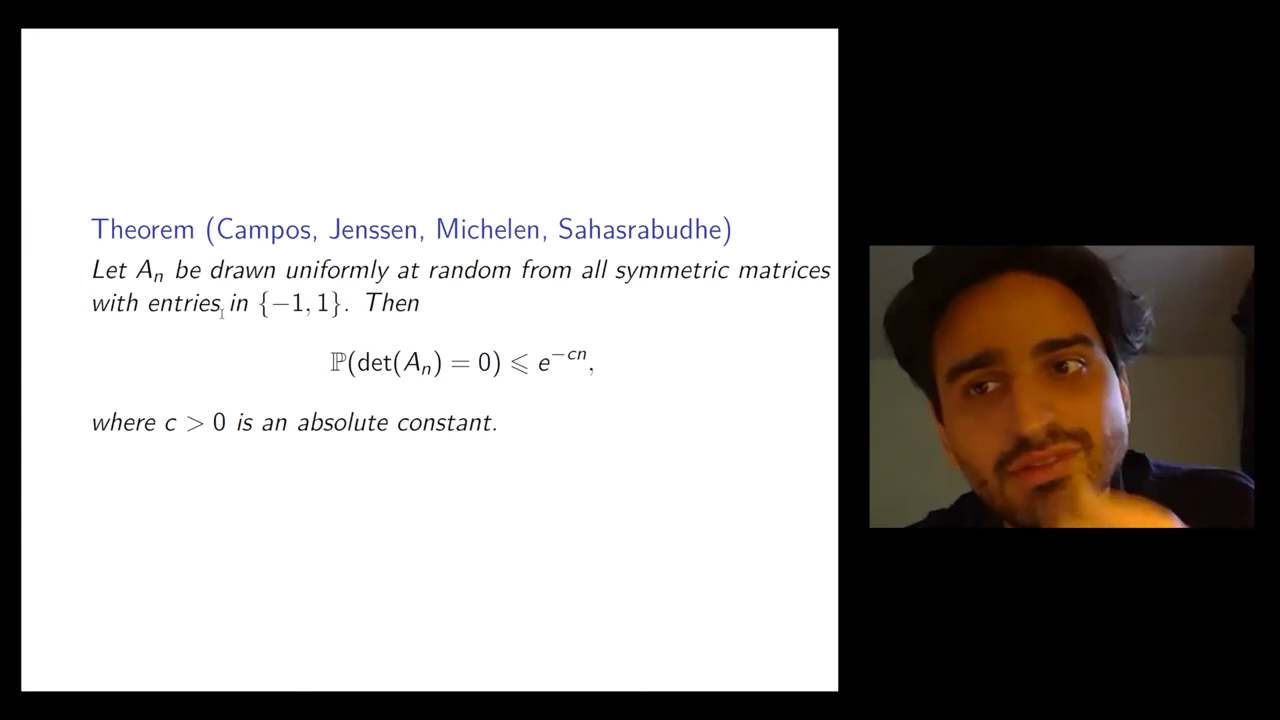 Theorem (Campos, Jenssen, Michelen, Sahasrabudhe)
Let Aₙ be drawn uniformly at random from all symmetric matrices
with entries in {−1, 1}. Then
ℙ(det(Aₙ) = 0) ⩽ e^{−cn},
where c > 0 is an absolute constant.